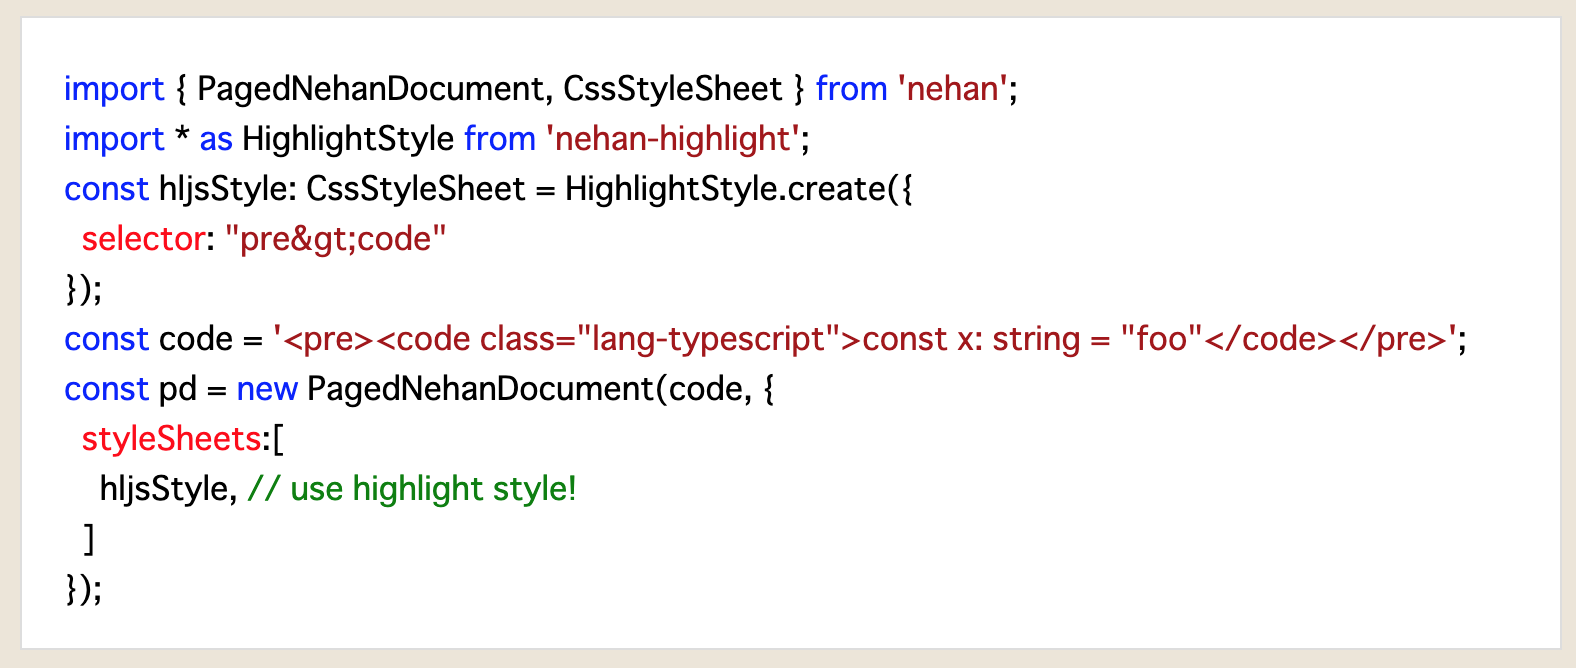 import { PagedNehanDocument, CssStyleSheet } from 'nehan';
import * as HighlightStyle from 'nehan-highlight';
const hljsStyle: CssStyleSheet = HighlightStyle.create({
  selector: "pre&gt;code"
});
const code = '<pre><code class="lang-typescript">const x: string = "foo"</code></pre>';
const pd = new PagedNehanDocument(code, {
  styleSheets:[
    hljsStyle, // use highlight style!
  ]
});